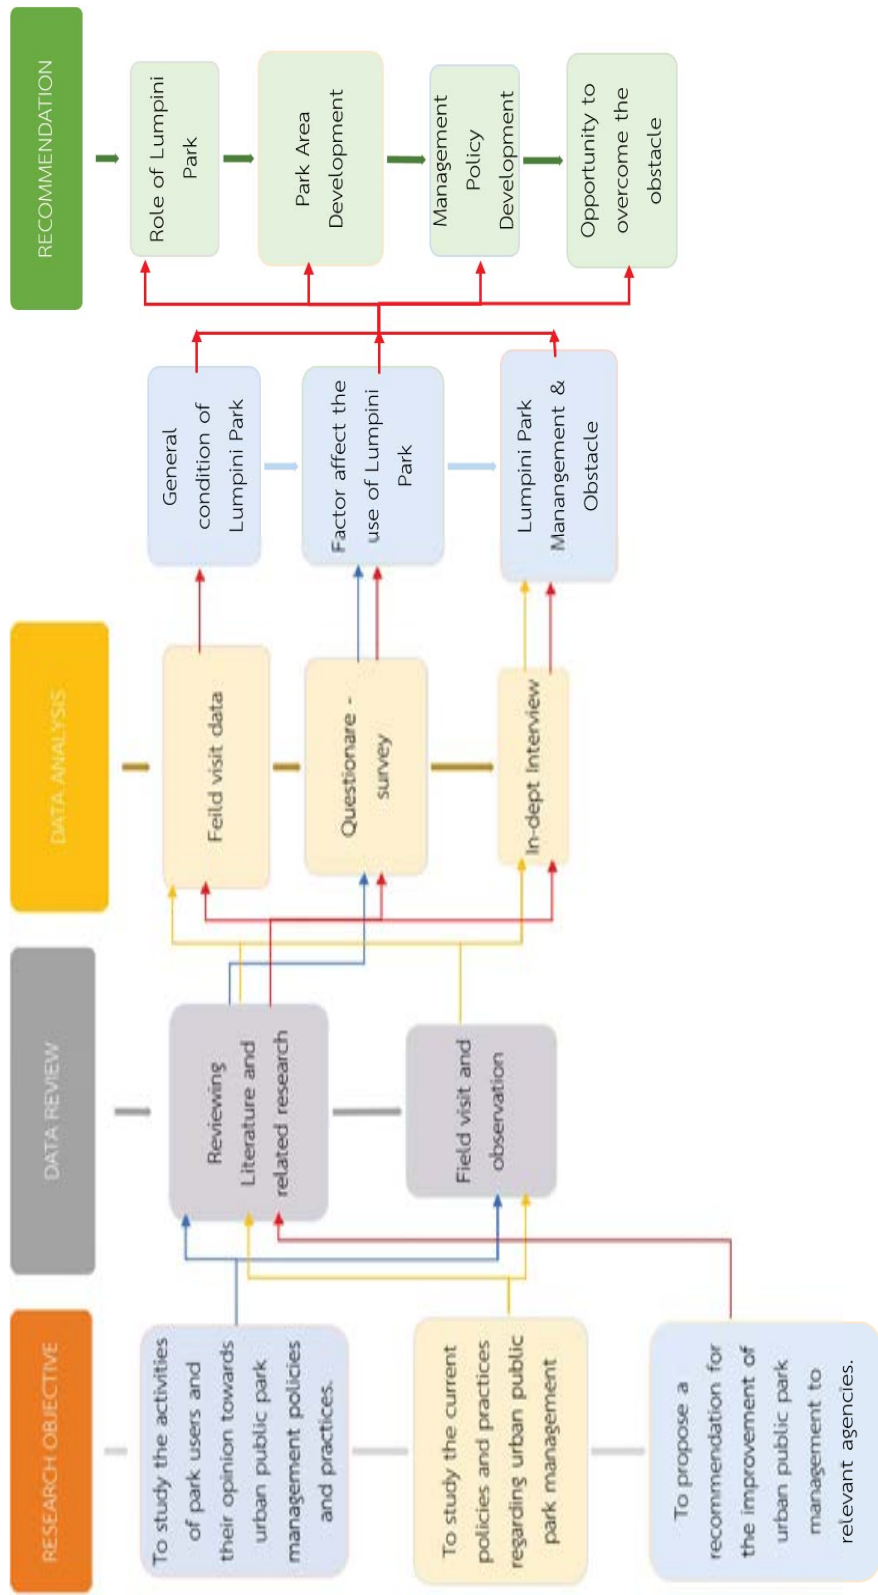 RESEARCH OBJECTIVE
To study the activities
of park users and
their opinion towards
urban public park
management policies
and practices.
To study the current
policies and practices
regarding urban public
park management
To propose a
recommendation for
the improvement of
urban public park
management to
relevant agencies.
DATA REVIEW
Reviewing
Literature and
related research
Field visit and
observation
DATA ANALYSIS
Feild visit data
Questionare -
survey
In-dept Interview
General
condition of
Lumpini Park
Factor affect the
use of Lumpini
Park
Lumpini Park
Manangement &
Obstacle
RECOMMENDATION
Role of Lumpini
Park
Park Area
Development
Management
Policy
Development
Opportunity to
overcome the
obstacle